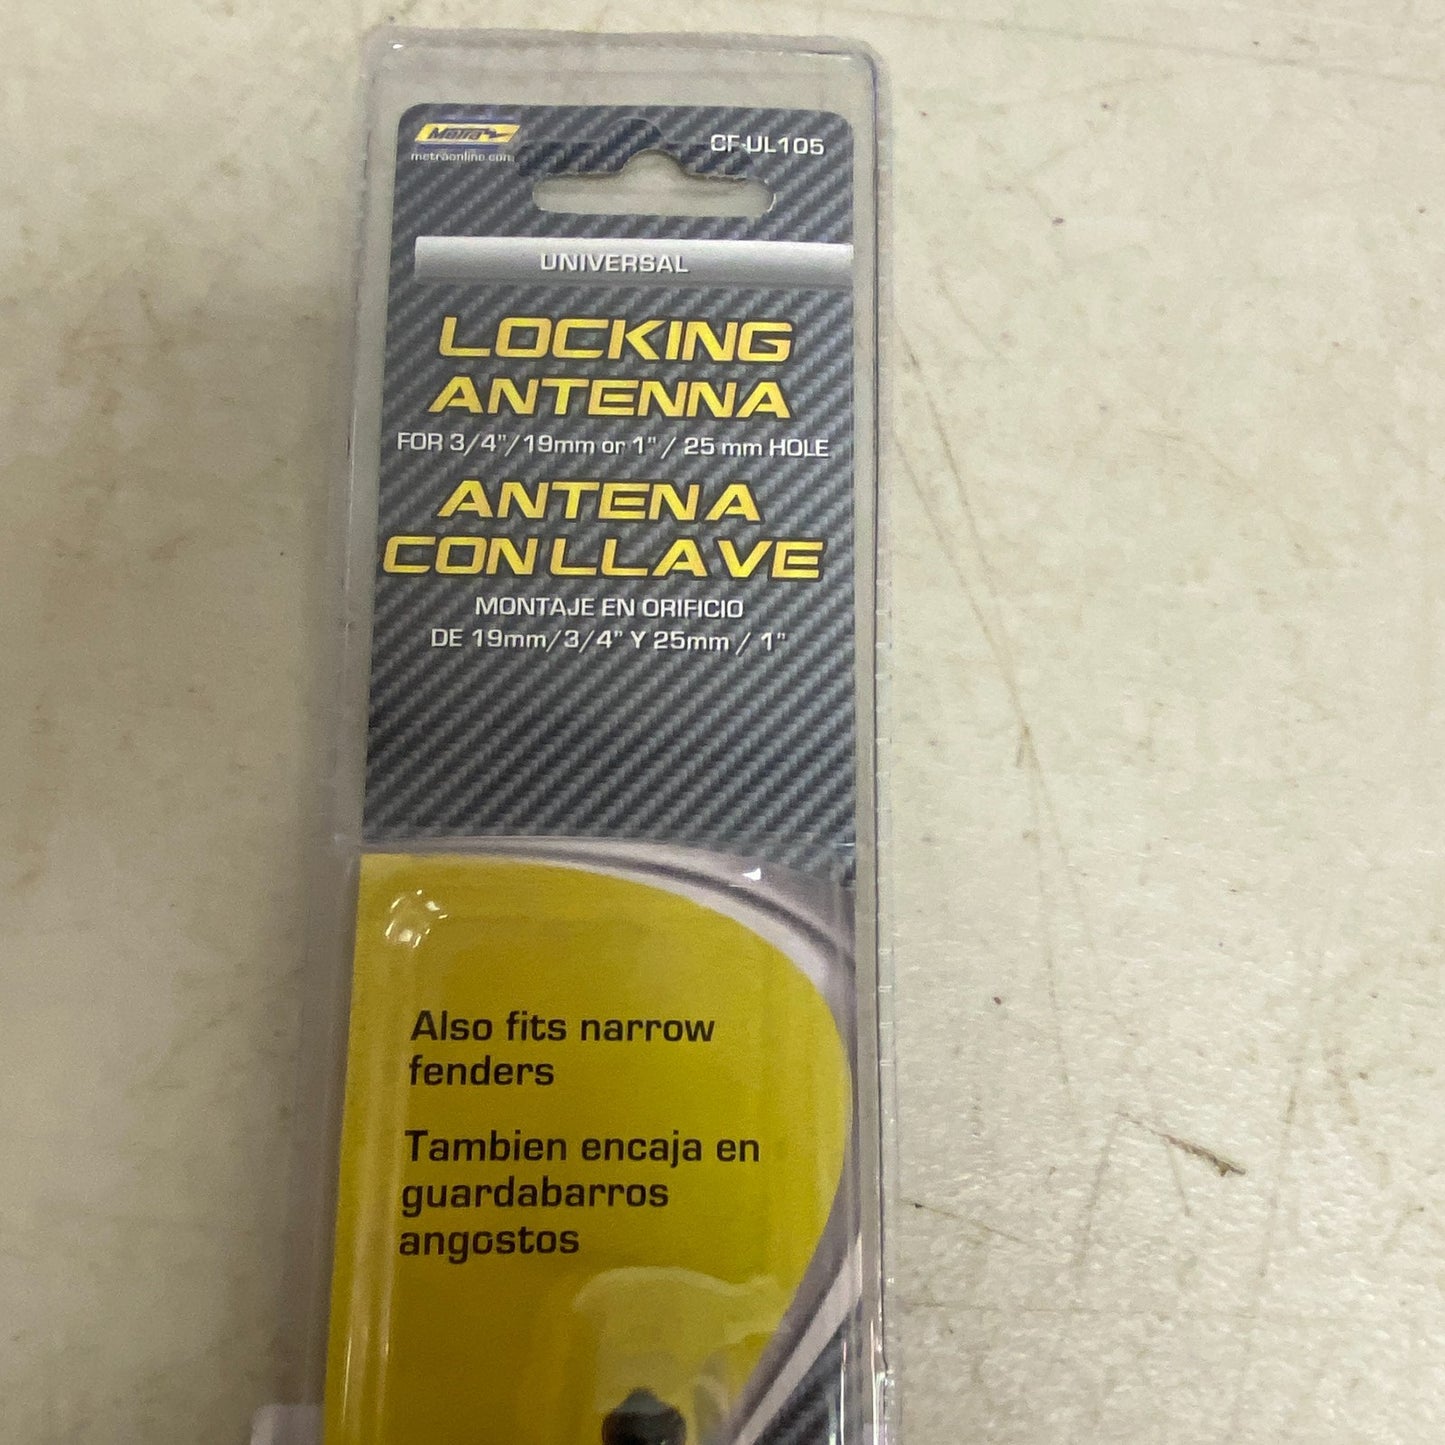 Metra
metraonline.com
CF-UL105
UNIVERSAL
LOCKING
ANTENNA
FOR 3/4"/19mm or 1" / 25 mm HOLE
ANTENA
CON LLAVE
MONTAJE EN ORIFICIO
DE 19mm/3/4" Y 25mm / 1"
Also fits narrow
fenders
Tambien encaja en
guardabarros
angostos